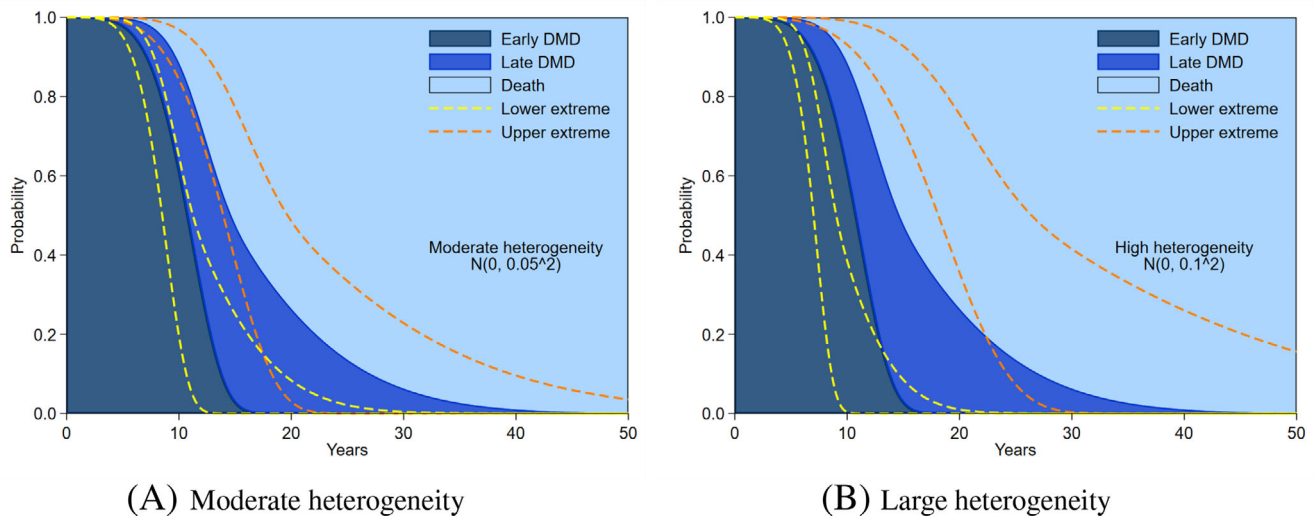 1.0
0.8
0.6
0.4
0.2
0.0
Probability
0 10 20 30 40 50
Years
Early DMD
Late DMD
Death
Lower extreme
Upper extreme
Moderate heterogeneity
N(0, 0.05^2)
(A) Moderate heterogeneity
1.0
0.8
0.6
0.4
0.2
0.0
Probability
0 10 20 30 40 50
Years
Early DMD
Late DMD
Death
Lower extreme
Upper extreme
High heterogeneity
N(0, 0.1^2)
(B) Large heterogeneity